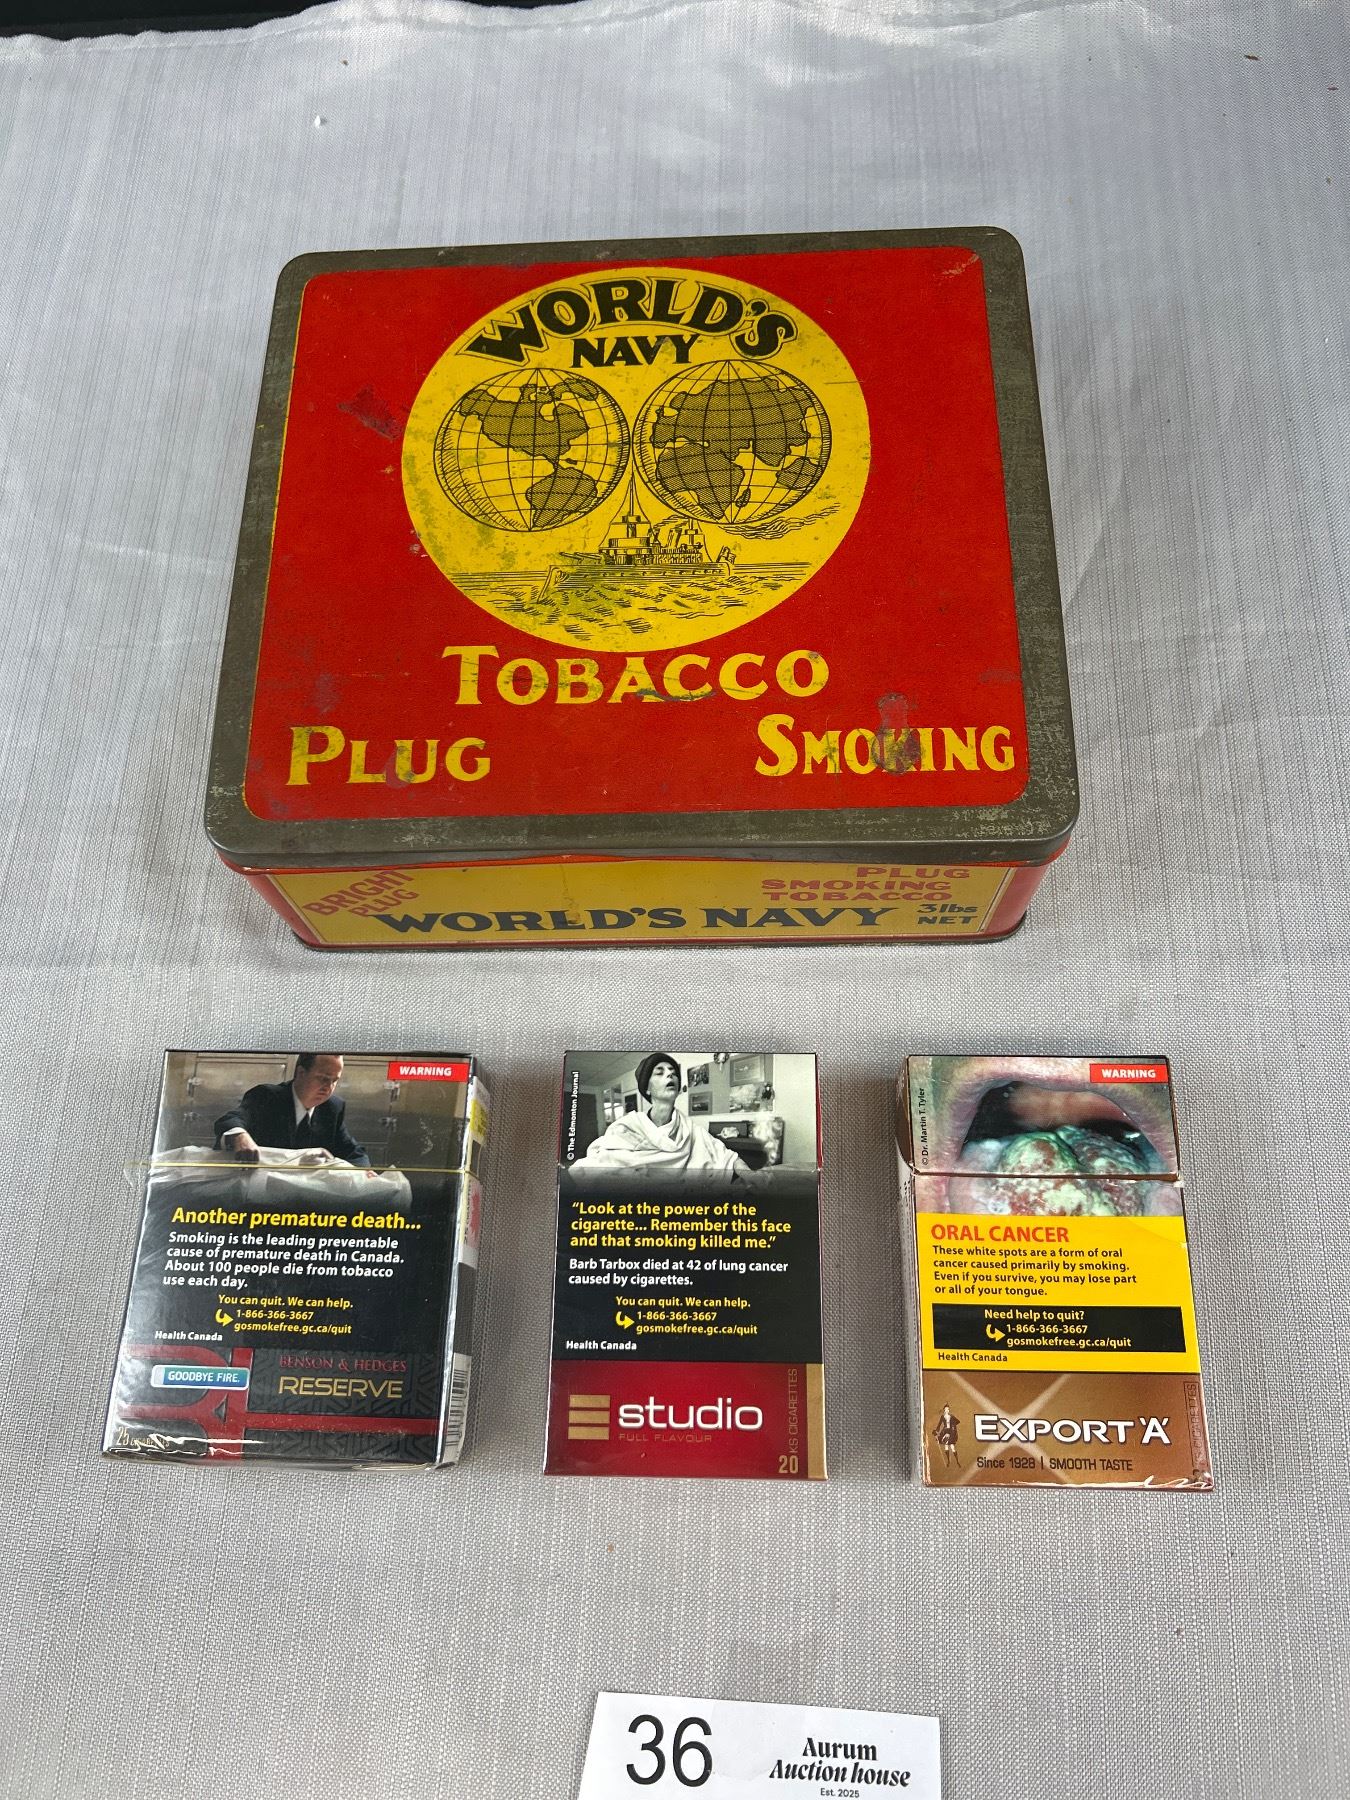 WORLD'S
NAVY
TOBACCO
PLUG
SMOKING
BRIGHT
PLUG
WORLD'S NAVY
PLUG
SMOKING
TOBACCO
3 lbs
NET
WARNING
Another premature death...
Smoking is the leading preventable
cause of premature death in Canada.
About 100 people die from tobacco
use each day.
You can quit. We can help.
1-866-366-3667
gosmokefree.gc.ca/quit
Health Canada
GOODBYE FIRE.
BENSON & HEDGES
RESERVE
25
© The Edmonton Journal
"Look at the power of the
cigarette... Remember this face
and that smoking killed me."
Barb Tarbox died at 42 of lung cancer
caused by cigarettes.
You can quit. We can help.
1-866-366-3667
gosmokefree.gc.ca/quit
Health Canada
studio
FULL FLAVOUR
20 KS CIGARETTES
© Dr. Martin T. Tyler
WARNING
ORAL CANCER
These white spots are a form of oral
cancer caused primarily by smoking.
Even if you survive, you may lose part
or all of your tongue.
Need help to quit?
1-866-366-3667
gosmokefree.gc.ca/quit
Health Canada
EXPORT 'A'
Since 1928 | SMOOTH TASTE
KS CIGARETTES
36
Aurum
Auction house
Est. 2025